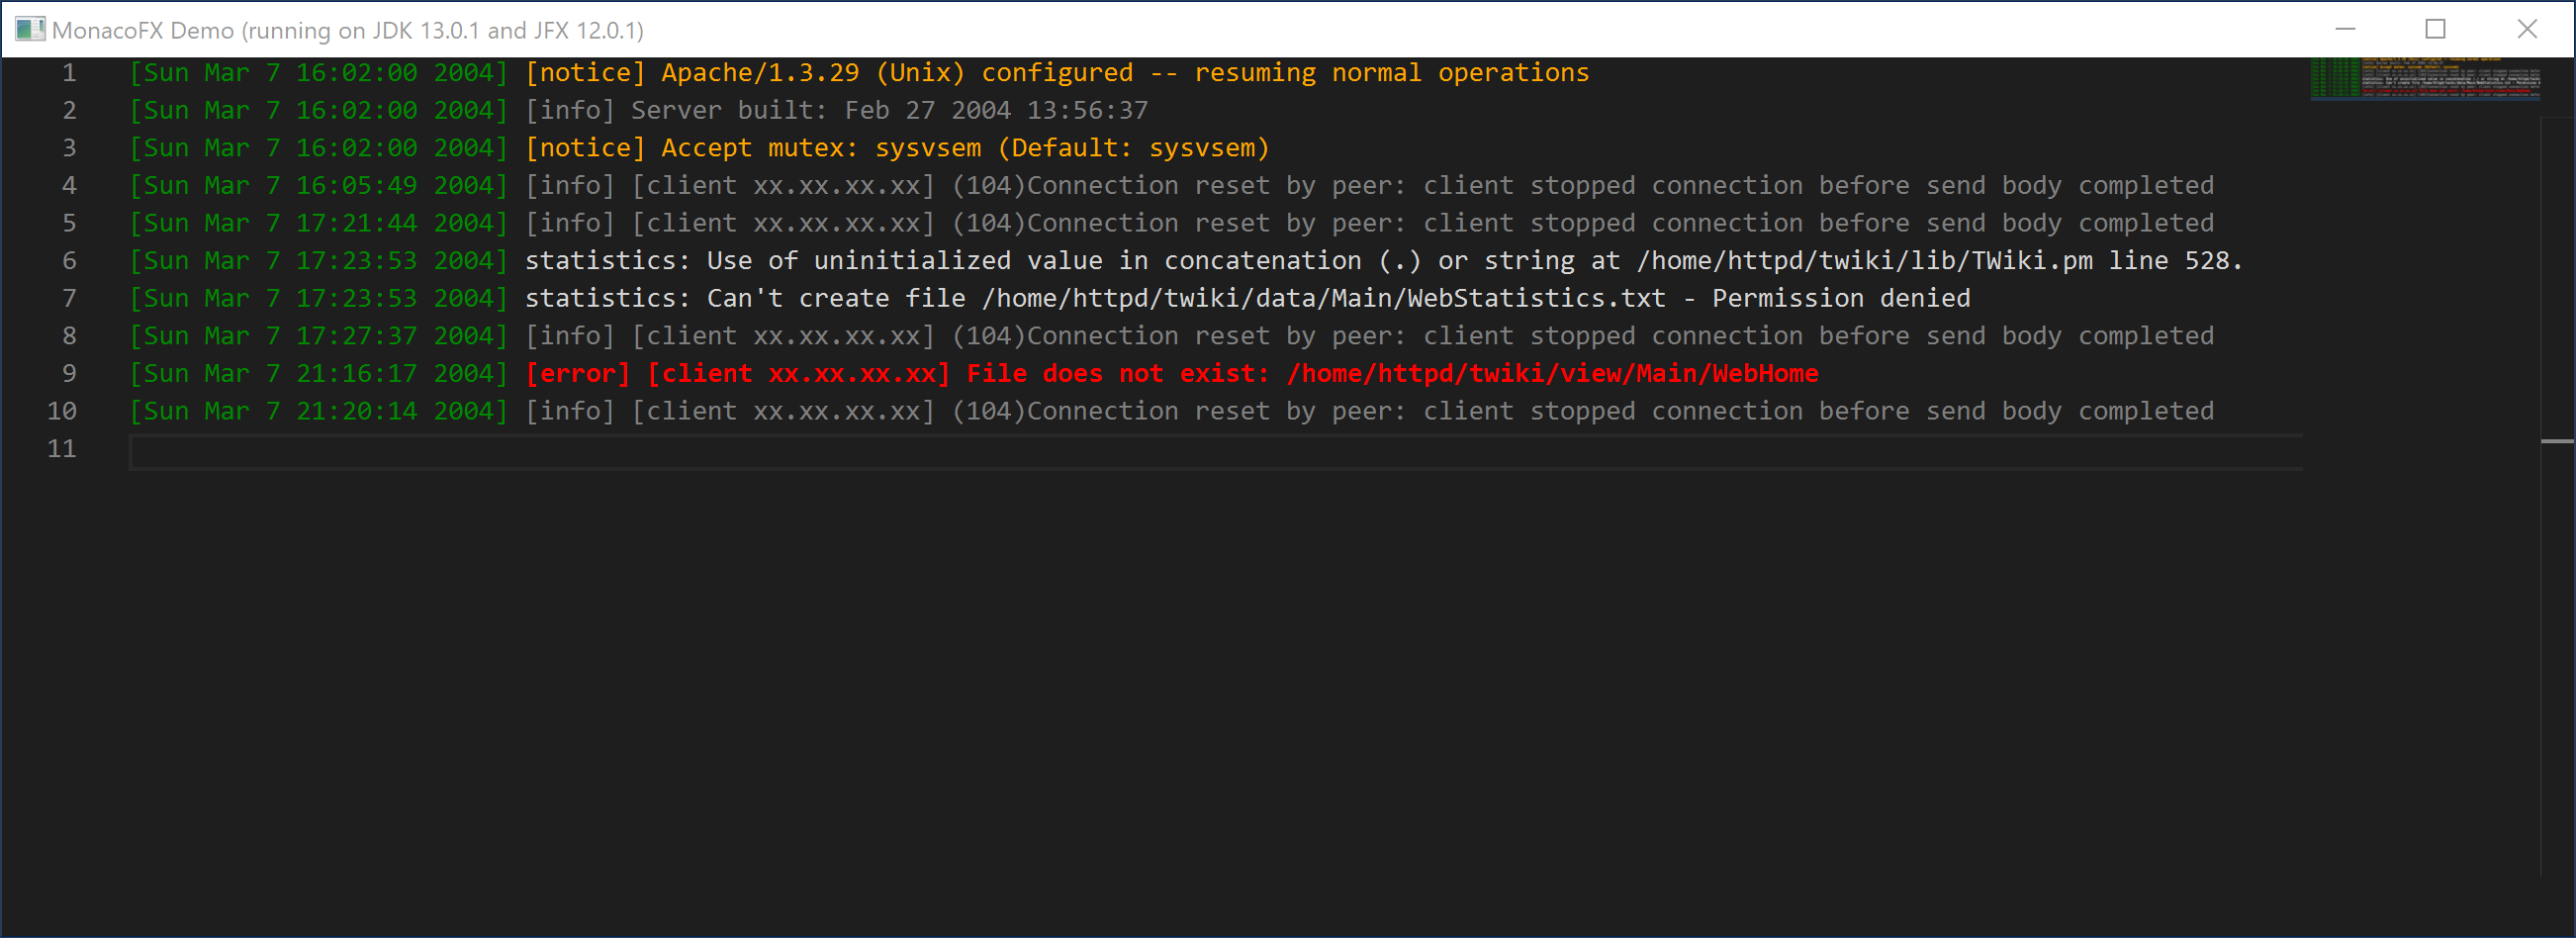 MonacoFX Demo (running on JDK 13.0.1 and JFX 12.0.1)
1 [Sun Mar 7 16:02:00 2004] [notice] Apache/1.3.29 (Unix) configured -- resuming normal operations
2 [Sun Mar 7 16:02:00 2004] [info] Server built: Feb 27 2004 13:56:37
3 [Sun Mar 7 16:02:00 2004] [notice] Accept mutex: sysvsem (Default: sysvsem)
4 [Sun Mar 7 16:05:49 2004] [info] [client xx.xx.xx.xx] (104)Connection reset by peer: client stopped connection before send body completed
5 [Sun Mar 7 17:21:44 2004] [info] [client xx.xx.xx.xx] (104)Connection reset by peer: client stopped connection before send body completed
6 [Sun Mar 7 17:23:53 2004] statistics: Use of uninitialized value in concatenation (.) or string at /home/httpd/twiki/lib/TWiki.pm line 528.
7 [Sun Mar 7 17:23:53 2004] statistics: Can't create file /home/httpd/twiki/data/Main/WebStatistics.txt - Permission denied
8 [Sun Mar 7 17:27:37 2004] [info] [client xx.xx.xx.xx] (104)Connection reset by peer: client stopped connection before send body completed
9 [Sun Mar 7 21:16:17 2004] [error] [client xx.xx.xx.xx] File does not exist: /home/httpd/twiki/view/Main/WebHome
10 [Sun Mar 7 21:20:14 2004] [info] [client xx.xx.xx.xx] (104)Connection reset by peer: client stopped connection before send body completed
11